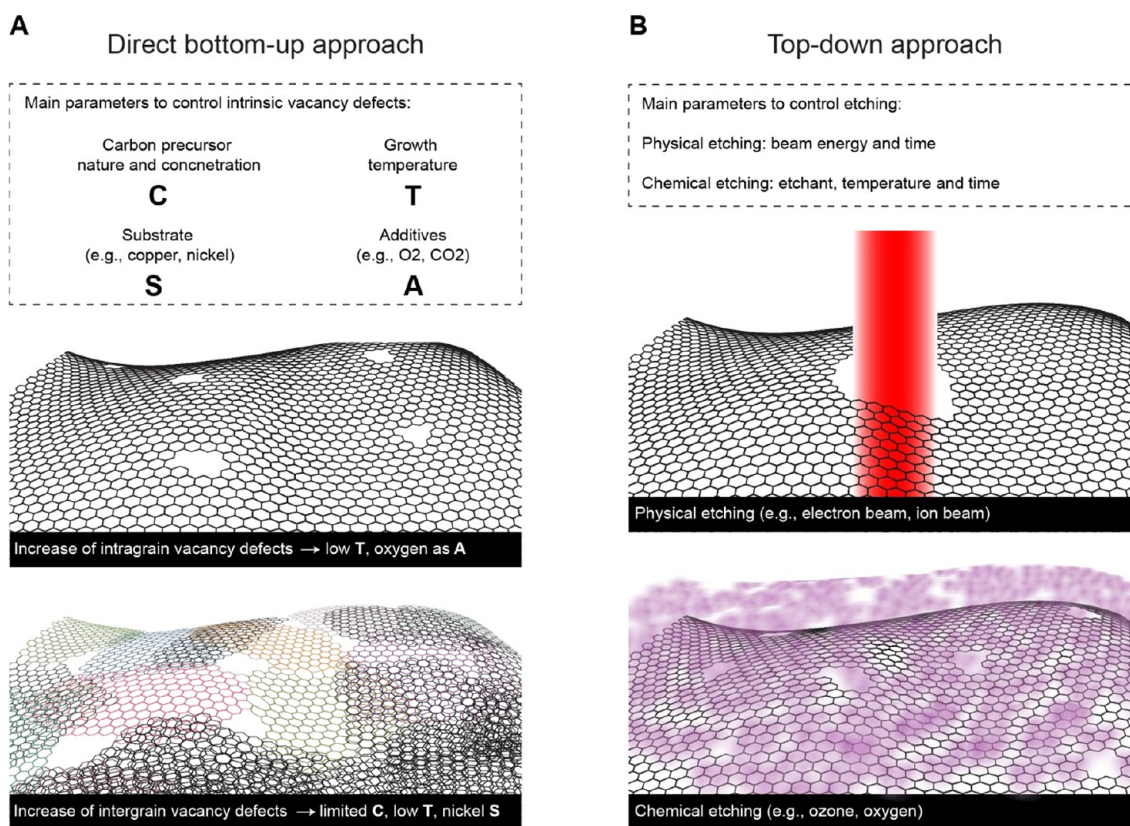 A
Direct bottom-up approach
Main parameters to control intrinsic vacancy defects:
Carbon precursor
nature and concnetration
C
Growth
temperature
T
Substrate
(e.g., copper, nickel)
S
Additives
(e.g., O2, CO2)
A
Increase of intragrain vacancy defects → low T, oxygen as A
Increase of intergrain vacancy defects → limited C, low T, nickel S
B
Top-down approach
Main parameters to control etching:
Physical etching: beam energy and time
Chemical etching: etchant, temperature and time
Physical etching (e.g., electron beam, ion beam)
Chemical etching (e.g., ozone, oxygen)